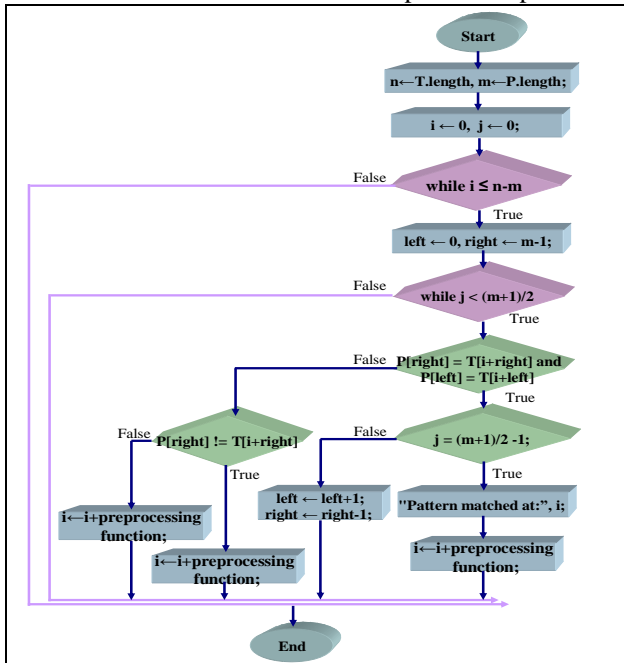 Start
n←T.length, m←P.length;
i ← 0, j ← 0;
False
while i ≤ n-m
True
left ← 0, right ← m-1;
False
while j < (m+1)/2
True
False
P[right] = T[i+right] and
P[left] = T[i+left]
True
False
P[right] != T[i+right]
True
False
j = (m+1)/2 -1;
True
left ← left+1;
right ← right-1;
"Pattern matched at:”, i;
i←i+preprocessing
function;
i←i+preprocessing
function;
i←i+preprocessing
function;
End